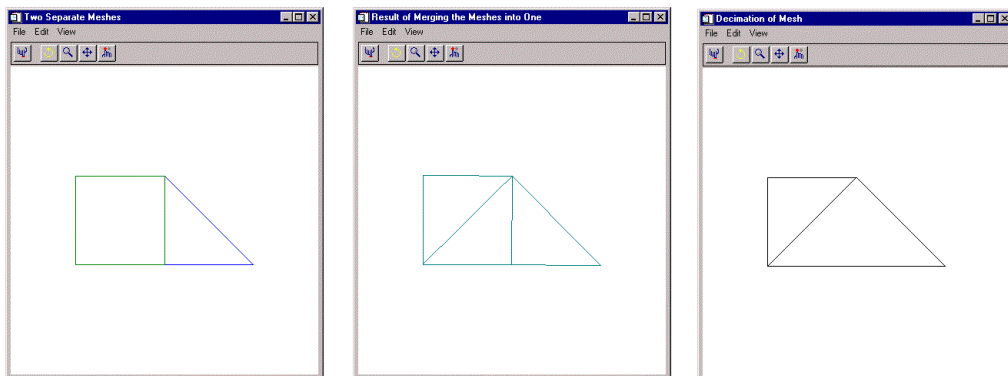 Two Separate Meshes
File Edit View
Result of Merging the Meshes into One
File Edit View
Decimation of Mesh
File Edit View